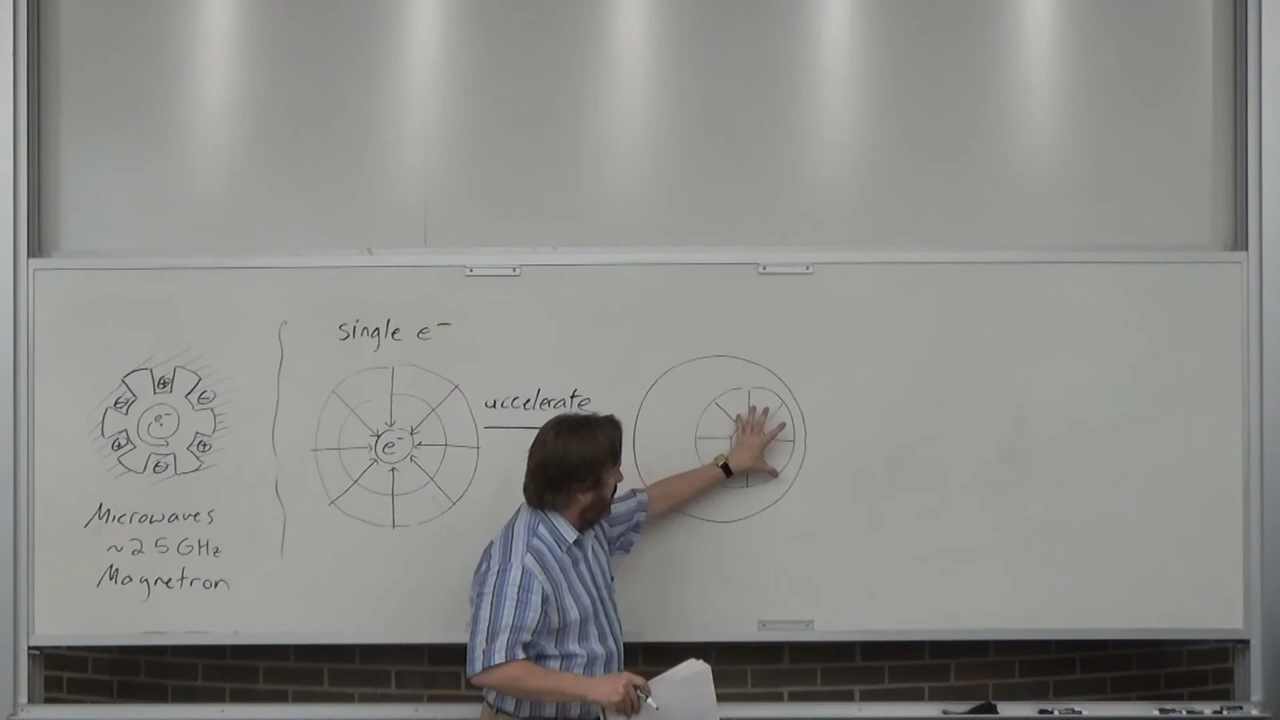 single e⁻
accelerate
e⁻
e⁻
Microwaves
~2.5 GHz
Magnetron